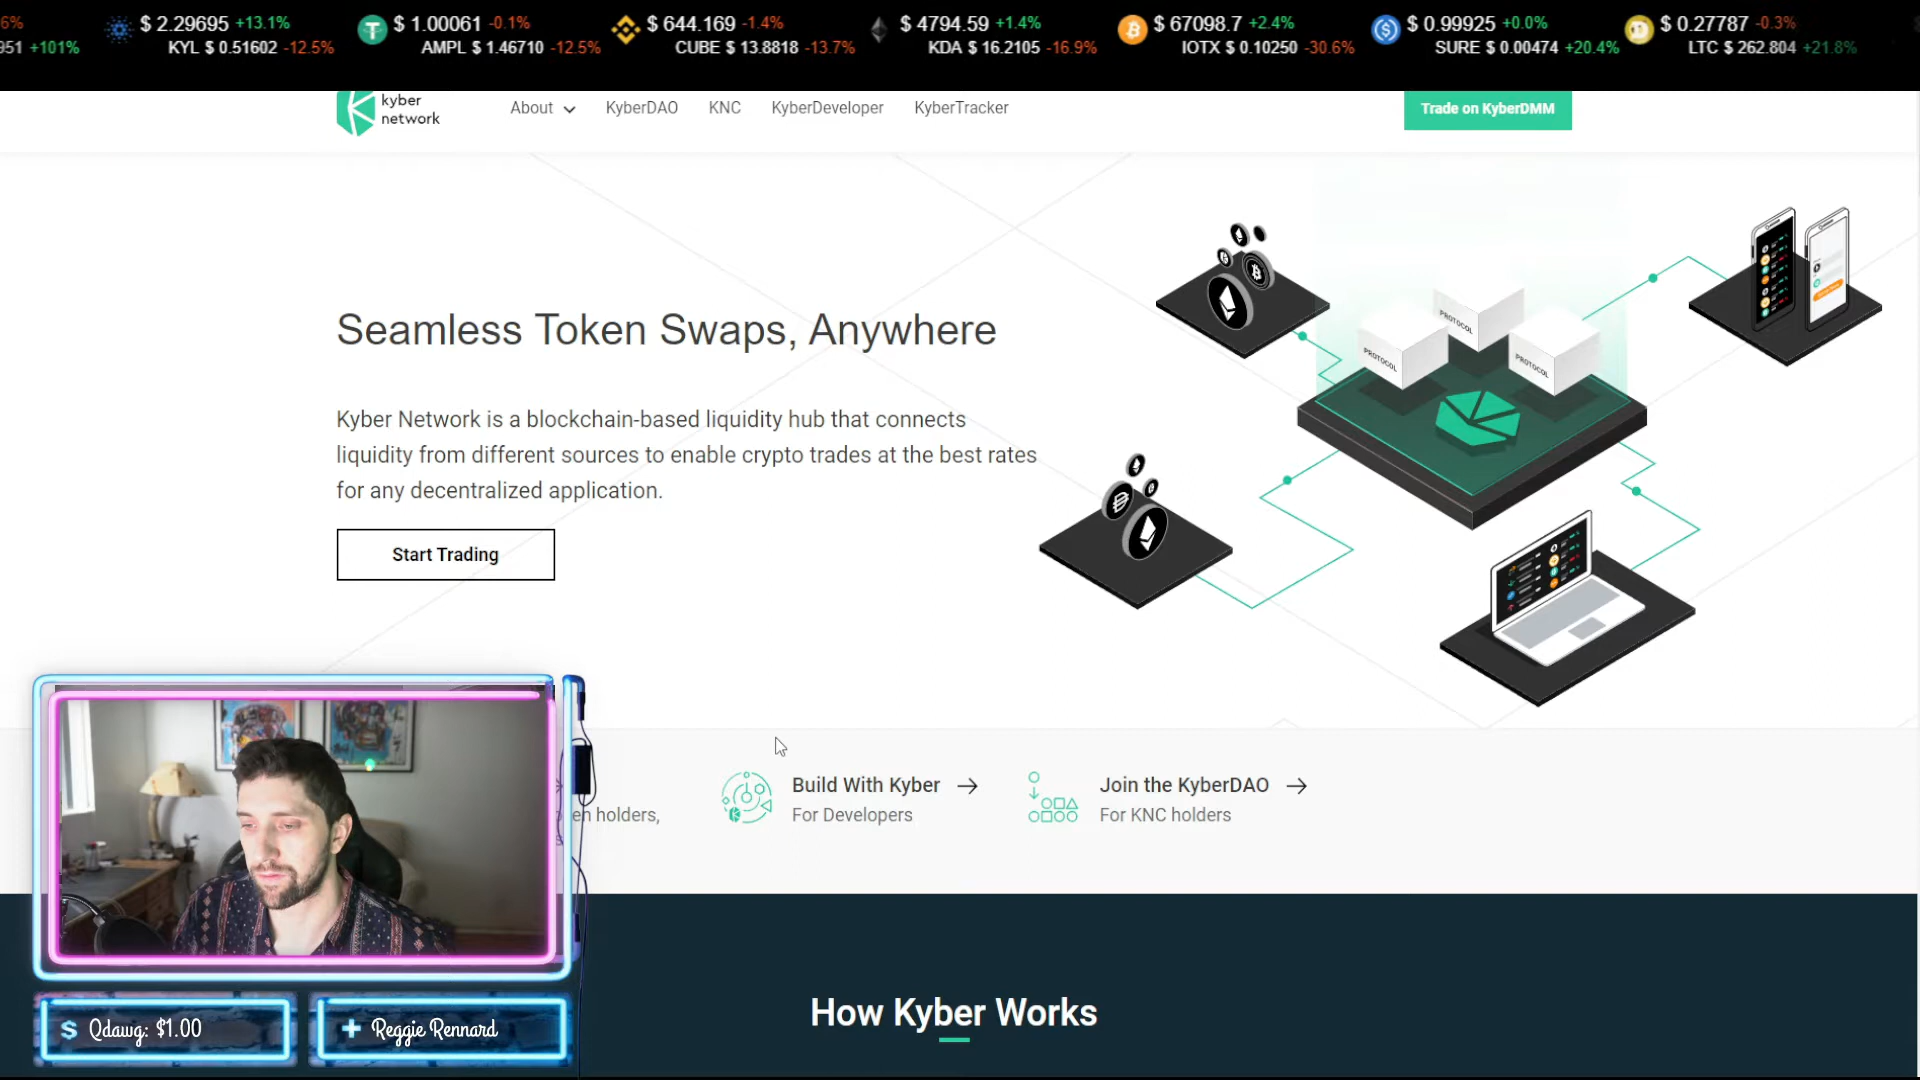 6% $ 2.29695 +13.1% $ 1.00061 -0.1% $ 644.169 -1.4% $ 4794.59 +1.4% $ 67098.7 +2.4% $ 0.99925 +0.0% $ 0.27787 -0.3%
951 +101% KYL $ 0.51602 -12.5% AMPL $ 1.46710 -12.5% CUBE $ 13.8818 -13.7% KDA $ 16.2105 -16.9% IOTX $ 0.10250 -30.6% SURE $ 0.00474 +20.4% LTC $ 262.804 +21.8%
kyber
network
About KyberDAO KNC KyberDeveloper KyberTracker
Trade on KyberDMM
Seamless Token Swaps, Anywhere
Kyber Network is a blockchain-based liquidity hub that connects
liquidity from different sources to enable crypto trades at the best rates
for any decentralized application.
Start Trading
PROTOCOL
PROTOCOL
PROTOCOL
holders,
Build With Kyber
For Developers
Join the KyberDAO
For KNC holders
How Kyber Works
$ Qdawg: $1.00
+ Reggie Rennard